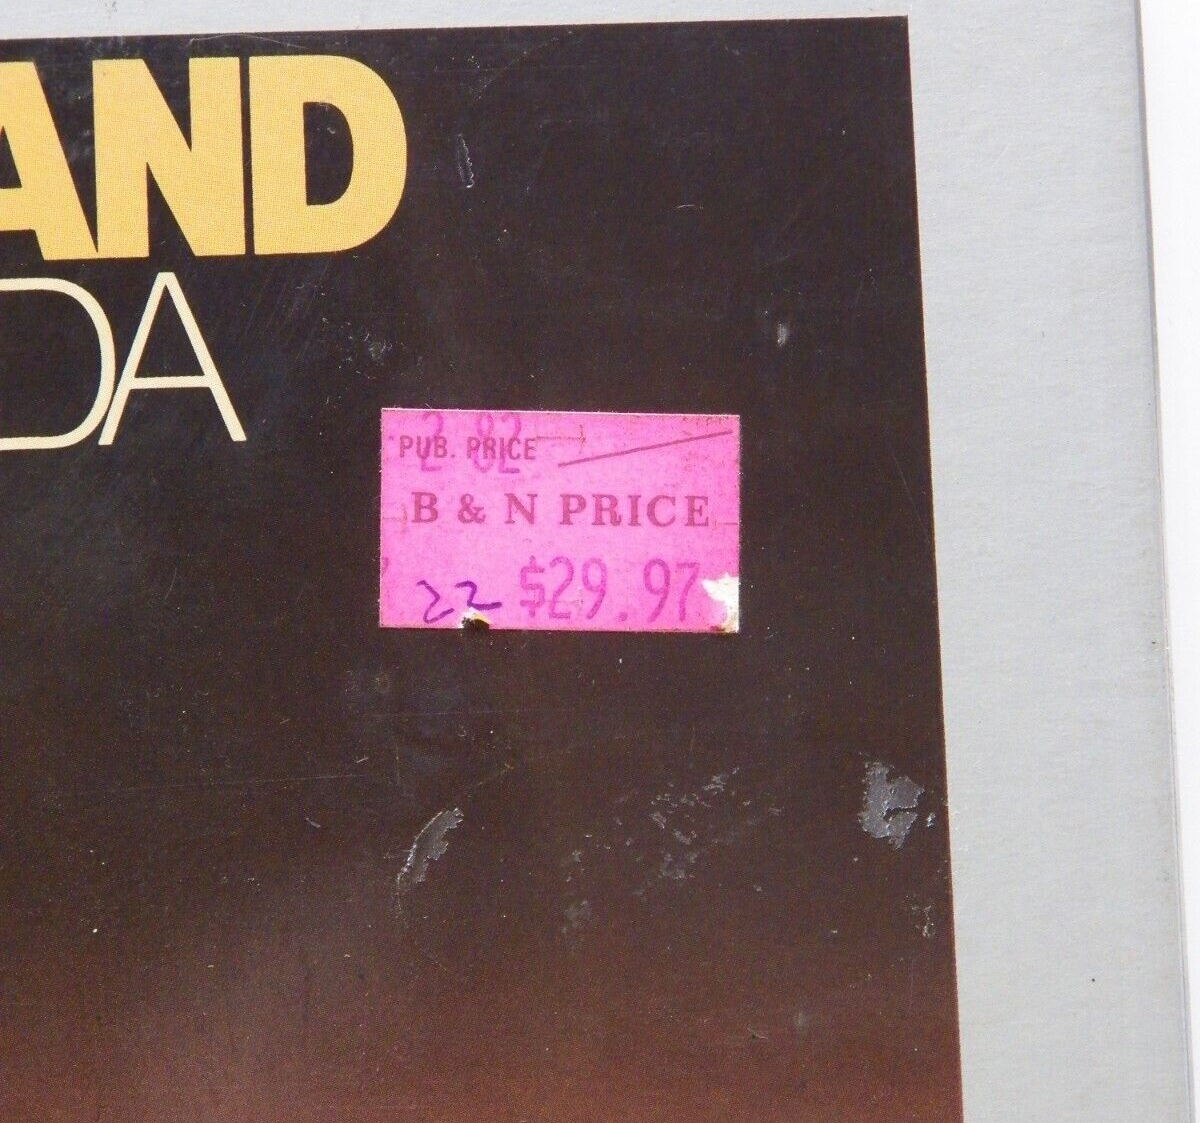 AND
DA
2 82
PUB. PRICE
B & N PRICE
22 $29.97